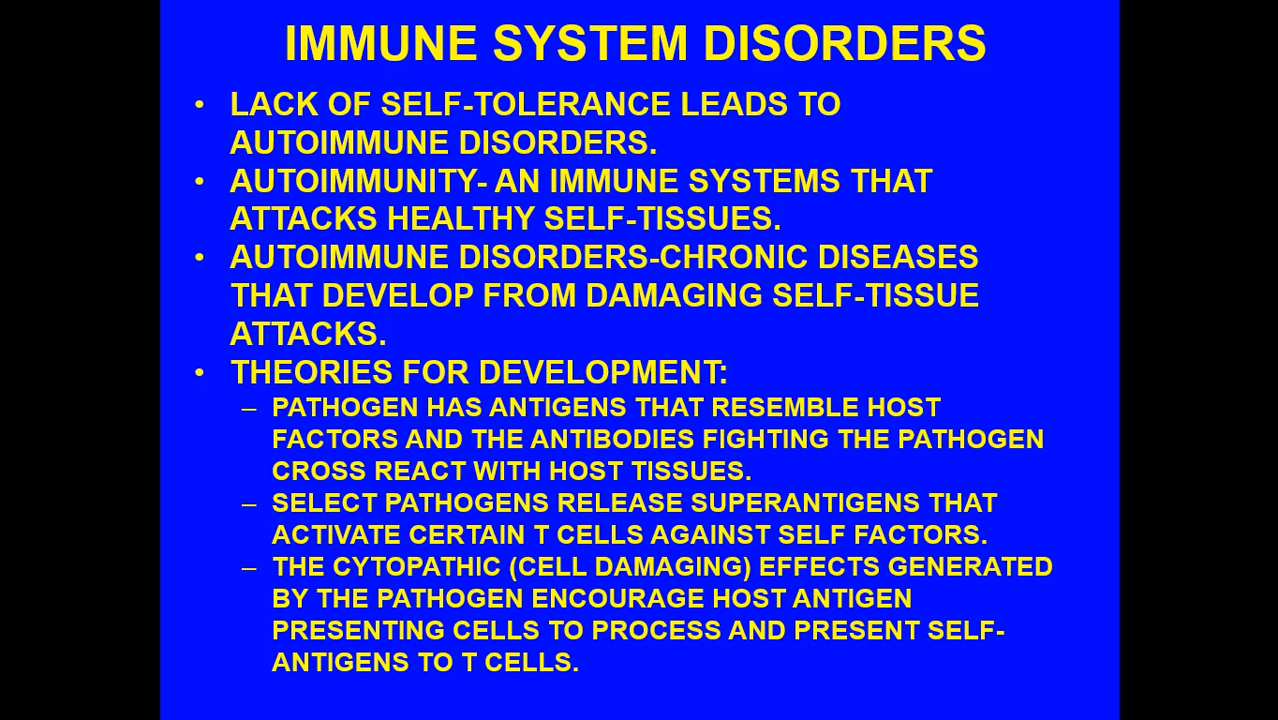 IMMUNE SYSTEM DISORDERS
• LACK OF SELF-TOLERANCE LEADS TO
AUTOIMMUNE DISORDERS.
• AUTOIMMUNITY- AN IMMUNE SYSTEMS THAT
ATTACKS HEALTHY SELF-TISSUES.
• AUTOIMMUNE DISORDERS-CHRONIC DISEASES
THAT DEVELOP FROM DAMAGING SELF-TISSUE
ATTACKS.
• THEORIES FOR DEVELOPMENT:
– PATHOGEN HAS ANTIGENS THAT RESEMBLE HOST
FACTORS AND THE ANTIBODIES FIGHTING THE PATHOGEN
CROSS REACT WITH HOST TISSUES.
– SELECT PATHOGENS RELEASE SUPERANTIGENS THAT
ACTIVATE CERTAIN T CELLS AGAINST SELF FACTORS.
– THE CYTOPATHIC (CELL DAMAGING) EFFECTS GENERATED
BY THE PATHOGEN ENCOURAGE HOST ANTIGEN
PRESENTING CELLS TO PROCESS AND PRESENT SELF-
ANTIGENS TO T CELLS.